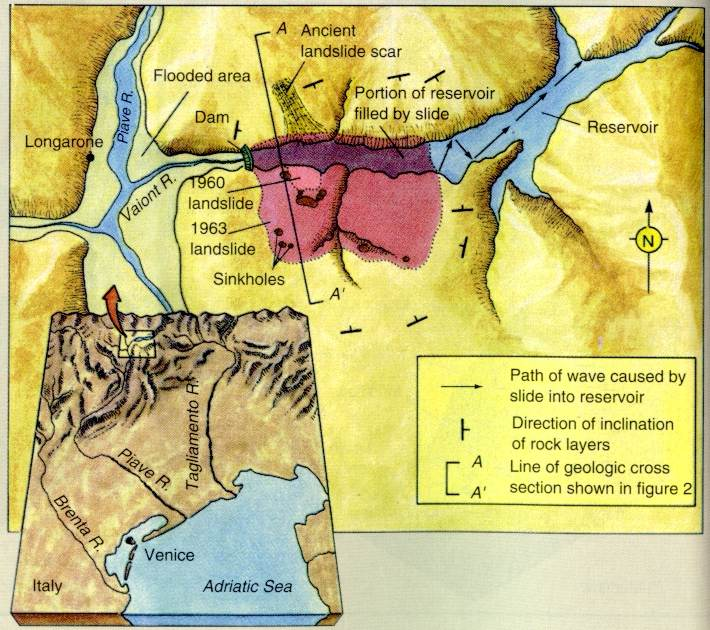 A
Ancient
landslide scar
Flooded area
Portion of reservoir
filled by slide
Dam
Piave R.
Longarone
Reservoir
Vaiont R.
1960
landslide
1963
landslide
Sinkholes
A'
N
Path of wave caused by
slide into reservoir
Direction of inclination
of rock layers
A
Line of geologic cross
A'
section shown in figure 2
Tagliamento R.
Piave R.
Brenta R.
Venice
Italy
Adriatic Sea